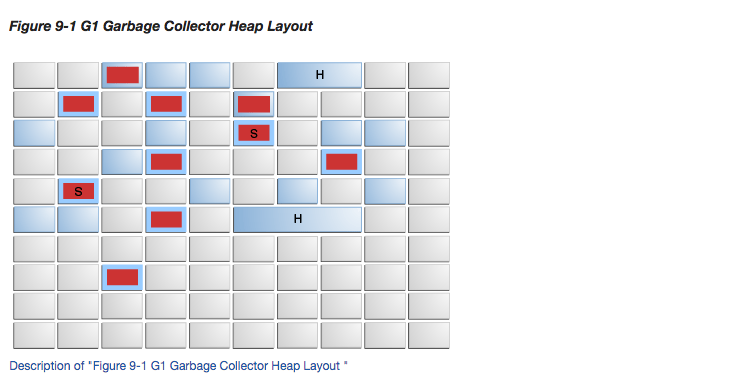 Figure 9-1 G1 Garbage Collector Heap Layout
H
S
S
H
Description of "Figure 9-1 G1 Garbage Collector Heap Layout "